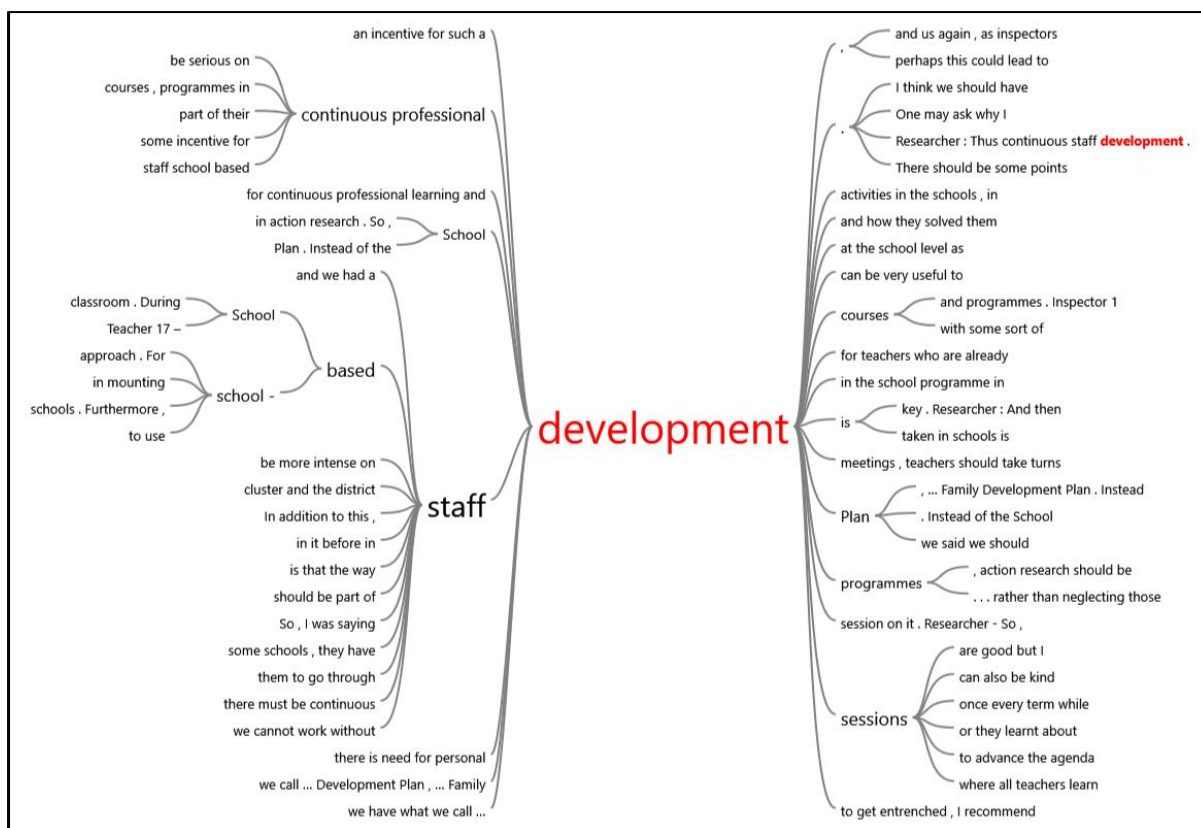 an incentive for such a
be serious on
courses , programmes in
part of their
some incentive for
staff school based
continuous professional
for continuous professional learning and
in action research . So ,
Plan . Instead of the
School
and we had a
classroom . During
Teacher 17 –
School
approach . For
in mounting
schools . Furthermore ,
to use
school -
based
be more intense on
cluster and the district
In addition to this ,
in it before in
is that the way
should be part of
So , I was saying
some schools , they have
them to go through
there must be continuous
we cannot work without
staff
there is need for personal
we call ... Development Plan , ... Family
we have what we call ...
development
,
and us again , as inspectors
perhaps this could lead to
.
I think we should have
One may ask why I
Researcher : Thus continuous staff development .
There should be some points
activities in the schools , in
and how they solved them
at the school level as
can be very useful to
courses
and programmes . Inspector 1
with some sort of
for teachers who are already
in the school programme in
is
key . Researcher : And then
taken in schools is
meetings , teachers should take turns
Plan
, ... Family Development Plan . Instead
. Instead of the School
we said we should
programmes
, action research should be
. . . rather than neglecting those
session on it . Researcher - So ,
sessions
are good but I
can also be kind
once every term while
or they learnt about
to advance the agenda
where all teachers learn
to get entrenched , I recommend